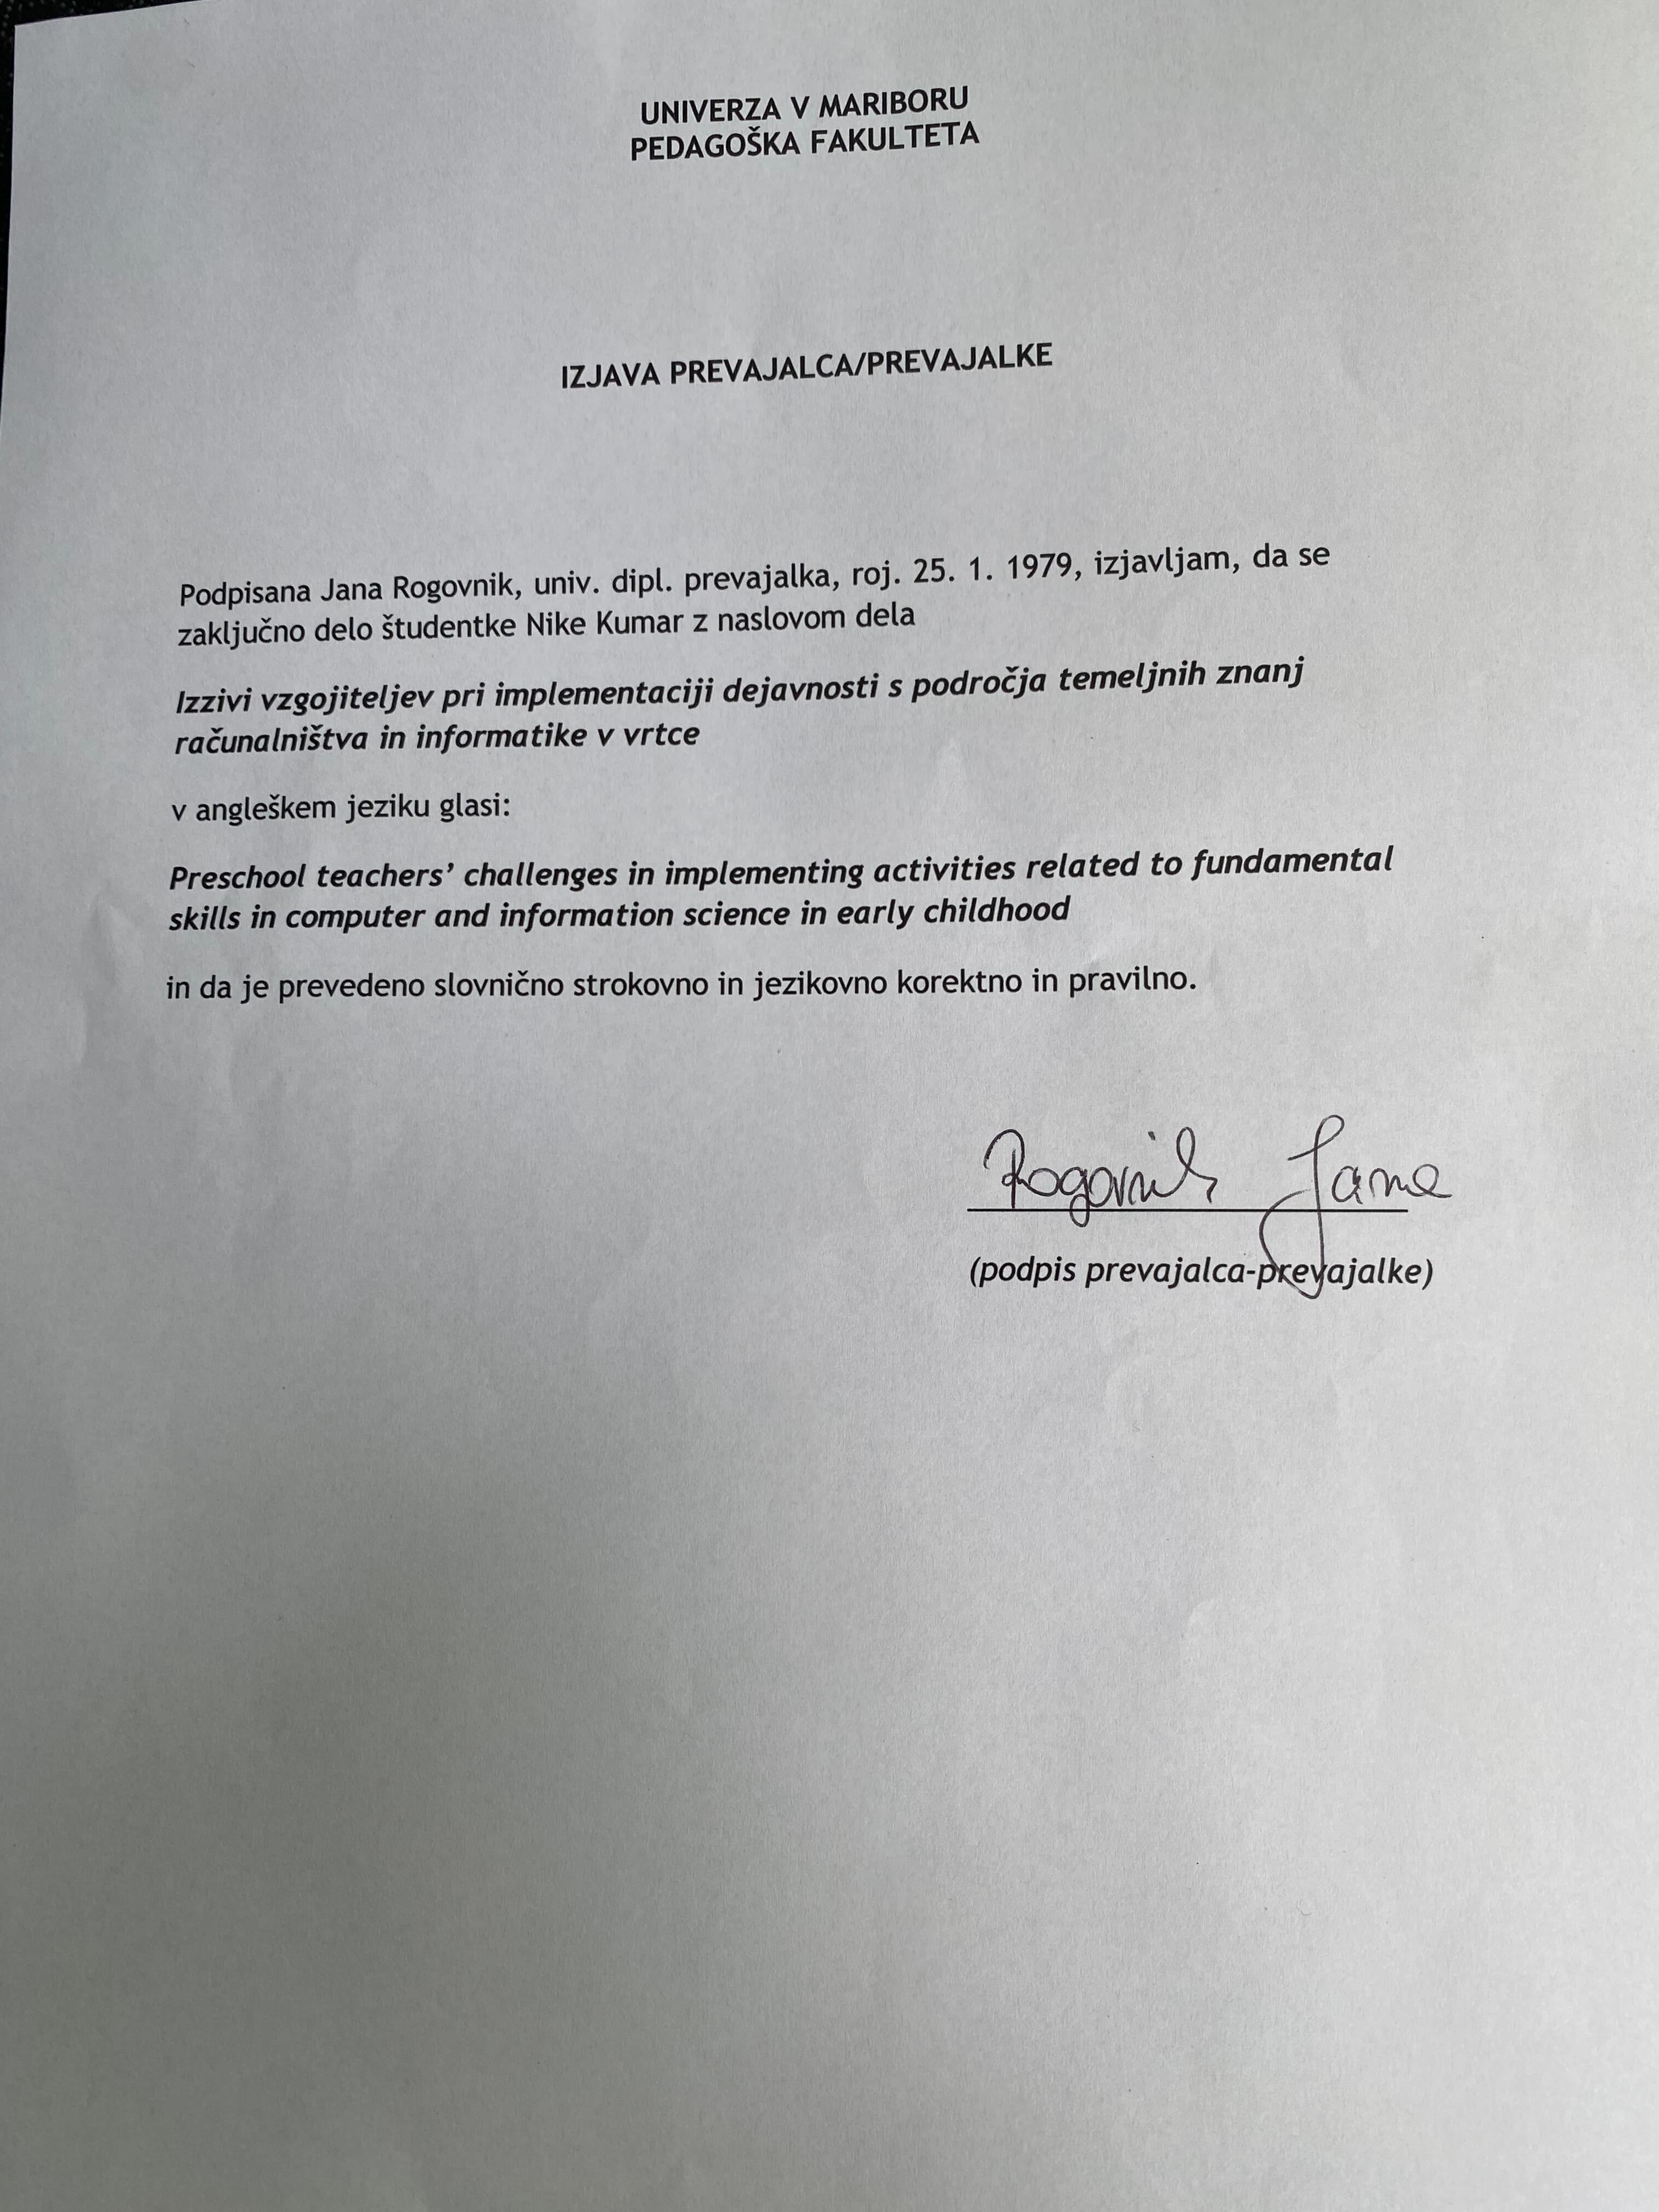 UNIVERZA V MARIBORU
PEDAGOŠKA FAKULTETA
IZJAVA PREVAJALCA/PREVAJALKE
Podpisana Jana Rogovnik, univ. dipl. prevajalka, roj. 25. 1. 1979, izjavljam, da se
zaključno delo študentke Nike Kumar z naslovom dela
Izzivi vzgojiteljev pri implementaciji dejavnosti s področja temeljnih znanj
računalništva in informatike v vrtce
v angleškem jeziku glasi:
Preschool teachers’ challenges in implementing activities related to fundamental
skills in computer and information science in early childhood
in da je prevedeno slovnično strokovno in jezikovno korektno in pravilno.
Rogovnik Jana
(podpis prevajalca-prevajalke)